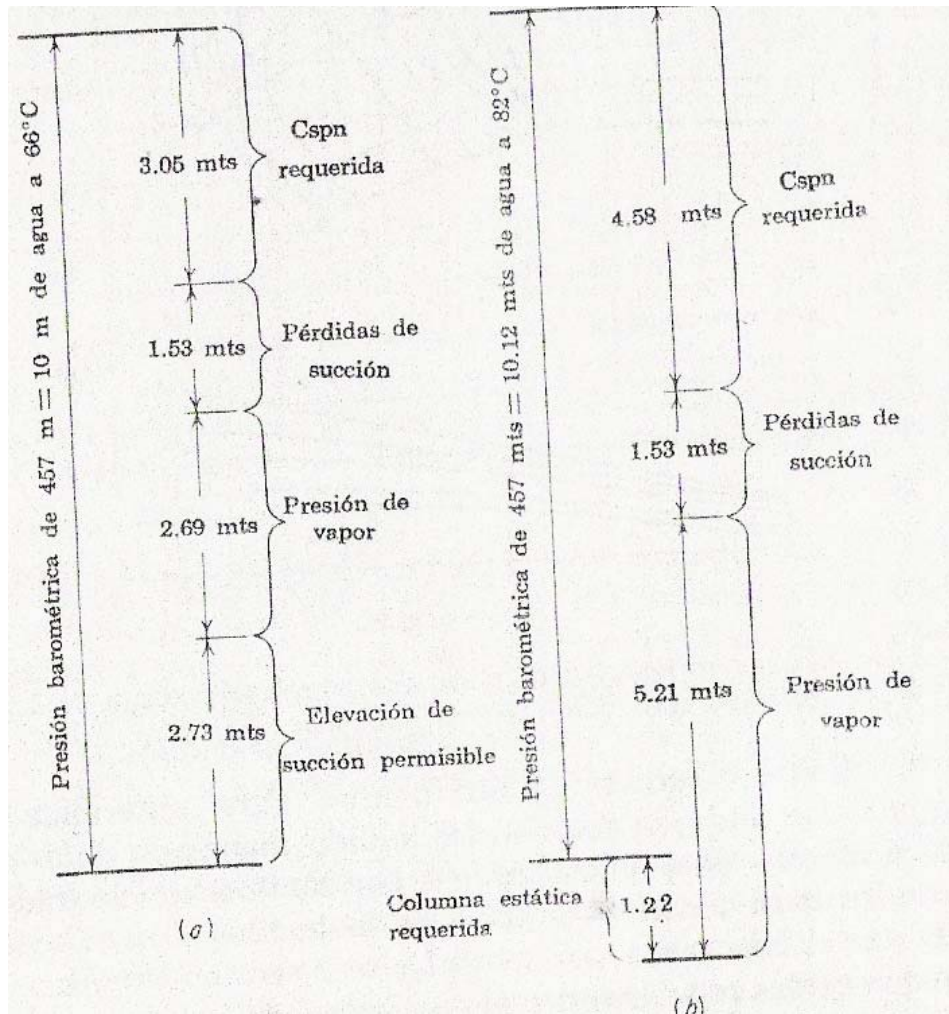 Presión barométrica de 457 m = 10 m de agua a 66°C
3.05 mts
Cspn
requerida
1.53 mts
Pérdidas de
succión
2.69 mts
Presión de
vapor
2.73 mts
Elevación de
succión permisible
(a)
Presión barométrica de 457 mts = 10.12 mts de agua a 82°C
4.58 mts
Cspn
requerida
1.53 mts
Pérdidas de
succión
5.21 mts
Presión de
vapor
Columna estática
requerida
1.22
(b)